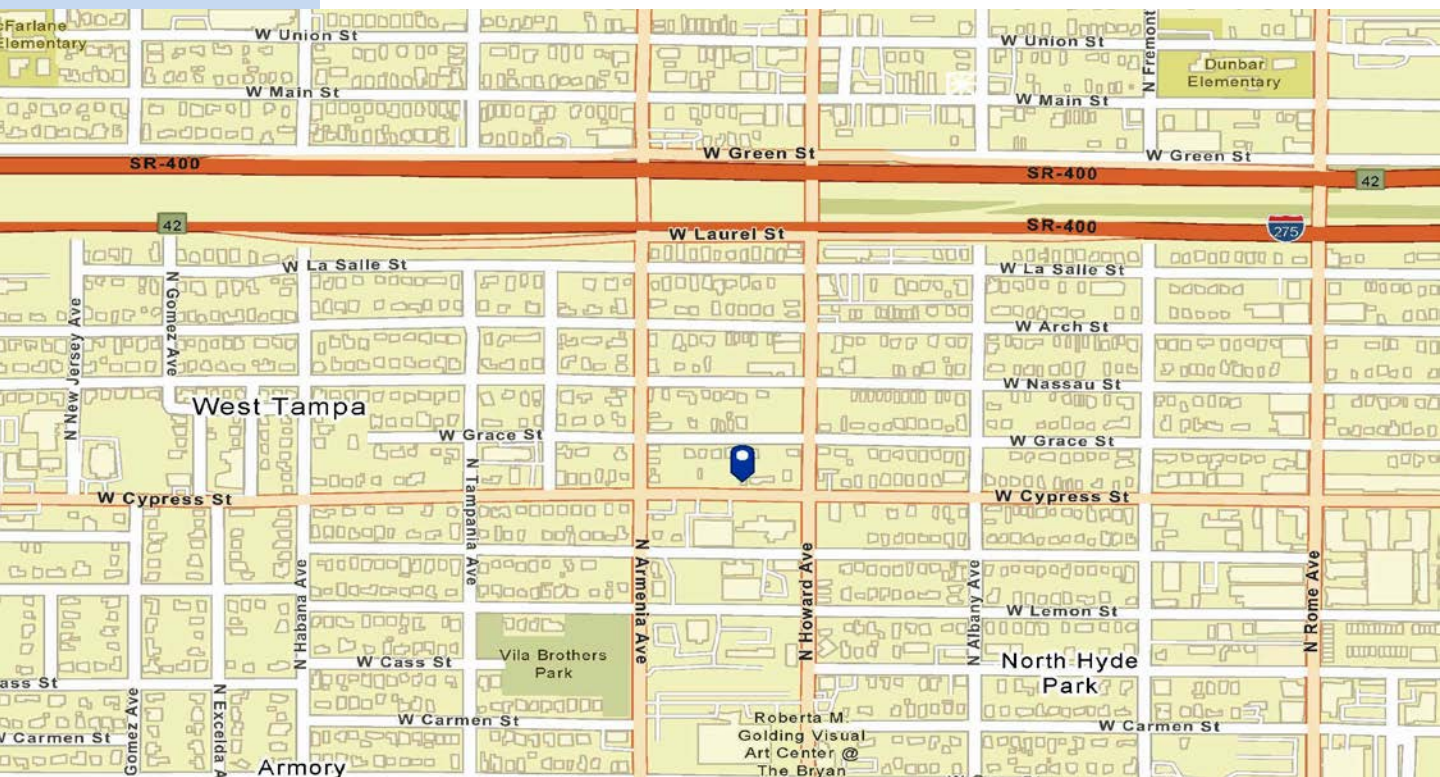 cFarlane
Elementary
W Union St
W Union St
N Fremont
Dunbar
Elementary
W Main St
W Main St
W Green St
W Green St
SR-400
SR-400
42
42
SR-400
275
W Laurel St
W La Salle St
W La Salle St
N New Jersey Ave
N Gomez Ave
W Arch St
W Nassau St
West Tampa
W Grace St
W Grace St
N Tampania Ave
W Cypress St
W Cypress St
N Armenia Ave
N Howard Ave
N Habana Ave
N Albany Ave
N Rome Ave
W Lemon St
Vila Brothers
Park
W Cass St
North Hyde
Park
ass St
Gomez Ave
N Excelda A
W Carmen St
W Carmen St
W Carmen St
Roberta M.
Golding Visual
Art Center @
The Bryan
Armory